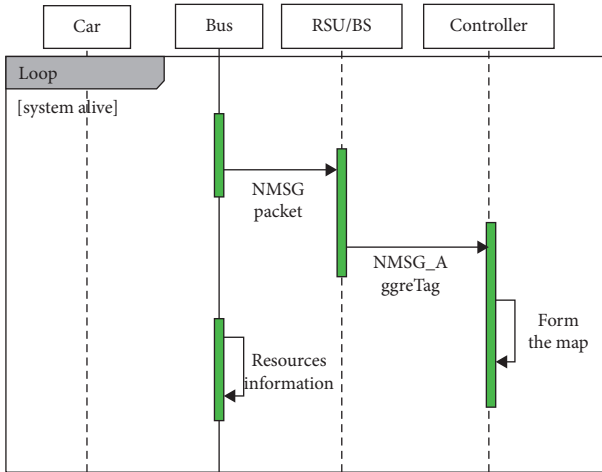 Car
Bus
RSU/BS
Controller
Loop
[system alive]
NMSG
packet
NMSG_A
ggreTag
Form
the map
Resources
information